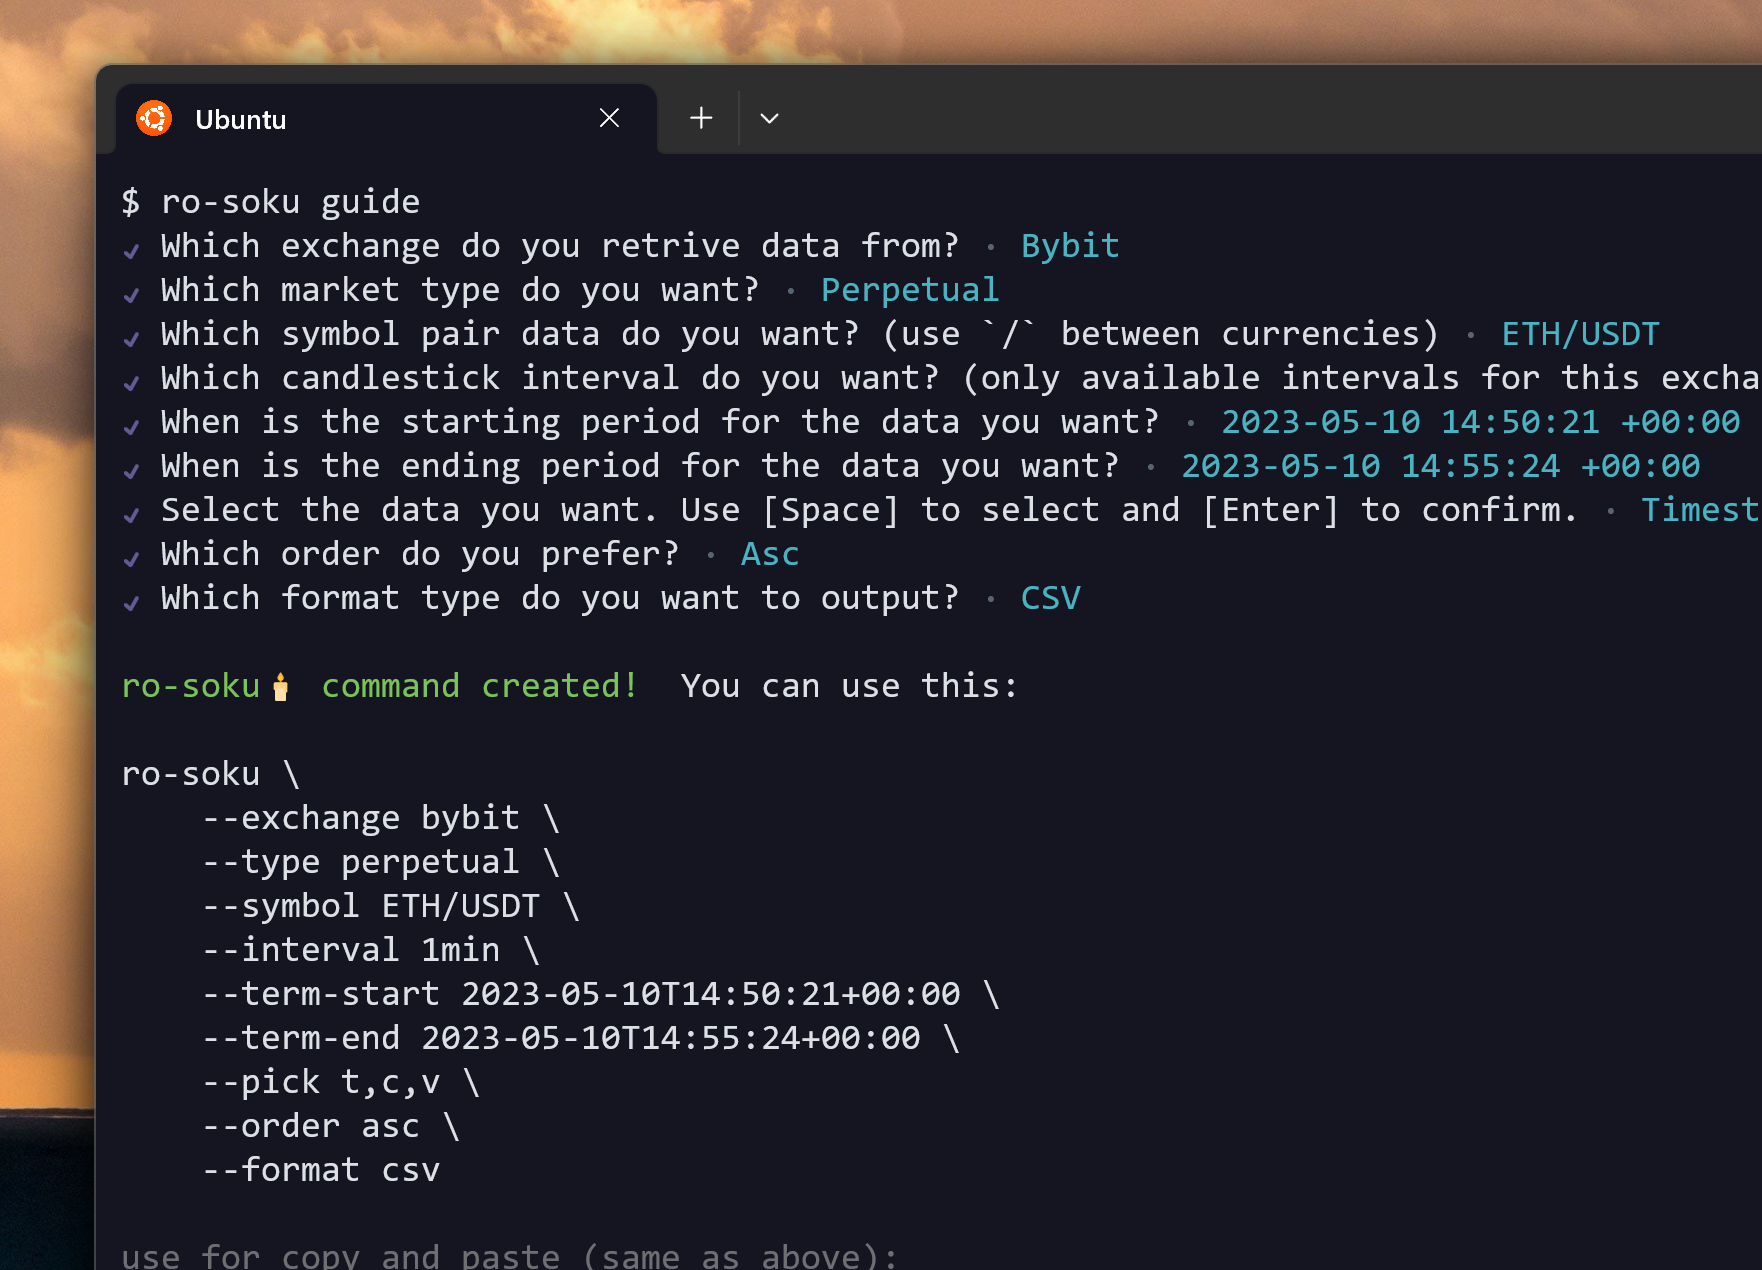 Ubuntu
$ ro-soku guide
✓ Which exchange do you retrive data from? · Bybit
✓ Which market type do you want? · Perpetual
✓ Which symbol pair data do you want? (use `/` between currencies) · ETH/USDT
✓ Which candlestick interval do you want? (only available intervals for this excha
✓ When is the starting period for the data you want? · 2023-05-10 14:50:21 +00:00
✓ When is the ending period for the data you want? · 2023-05-10 14:55:24 +00:00
✓ Select the data you want. Use [Space] to select and [Enter] to confirm. · Timest
✓ Which order do you prefer? · Asc
✓ Which format type do you want to output? · CSV
ro-soku🕯 command created! You can use this:
ro-soku \
--exchange bybit \
--type perpetual \
--symbol ETH/USDT \
--interval 1min \
--term-start 2023-05-10T14:50:21+00:00 \
--term-end 2023-05-10T14:55:24+00:00 \
--pick t,c,v \
--order asc \
--format csv
use for copy and paste (same as above):